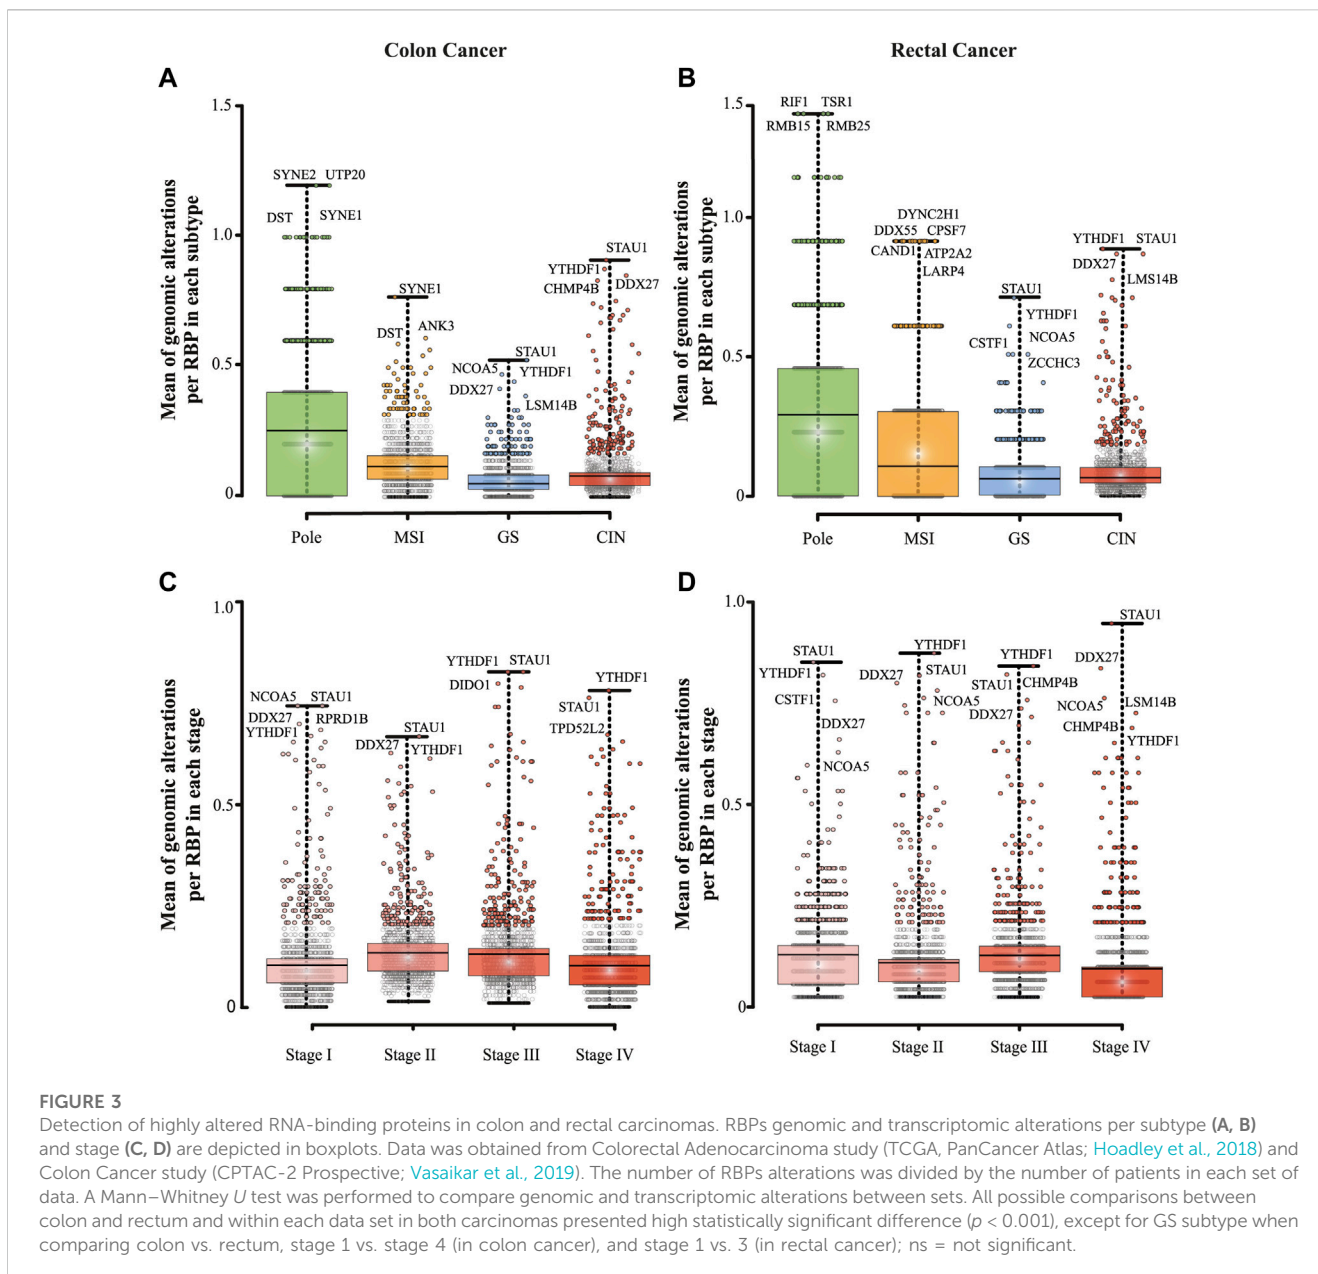 Colon Cancer
Rectal Cancer
A
Mean of genomic alterations
per RBP in each subtype
1.5
1.0
0.5
0
SYNE2 UTP20
DST SYNE1
SYNE1
DST ANK3
STAU1
NCOA5 YTHDF1
DDX27
LSM14B
STAU1
YTHDF1
CHMP4B DDX27
Pole MSI GS CIN
B
Mean of genomic alterations
per RBP in each subtype
1.5
1.0
0.5
0
RIF1 TSR1
RMB15 RMB25
DYNC2H1
DDX55 CPSF7
CAND1 ATP2A2
LARP4
STAU1
YTHDF1
CSTF1 NCOA5
ZCCHC3
YTHDF1 STAU1
DDX27
LMS14B
Pole MSI GS CIN
C
Mean of genomic alterations
per RBP in each stage
1.0
0.5
0
NCOA5 STAU1
DDX27 RPRD1B
YTHDF1
STAU1
DDX27 YTHDF1
YTHDF1 STAU1
DIDO1
YTHDF1
STAU1
TPD52L2
Stage I Stage II Stage III Stage IV
D
Mean of genomic alterations
per RBP in each stage
1.0
0.5
0
STAU1
YTHDF1
CSTF1
DDX27
NCOA5
YTHDF1
DDX27 STAU1
NCOA5
YTHDF1
STAU1 CHMP4B
DDX27
STAU1
DDX27
NCOA5 LSM14B
CHMP4B
YTHDF1
Stage I Stage II Stage III Stage IV
FIGURE 3
Detection of highly altered RNA-binding proteins in colon and rectal carcinomas. RBPs genomic and transcriptomic alterations per subtype (A, B)
and stage (C, D) are depicted in boxplots. Data was obtained from Colorectal Adenocarcinoma study (TCGA, PanCancer Atlas; Hoadley et al., 2018) and
Colon Cancer study (CPTAC-2 Prospective; Vasaikar et al., 2019). The number of RBPs alterations was divided by the number of patients in each set of
data. A Mann–Whitney U test was performed to compare genomic and transcriptomic alterations between sets. All possible comparisons between
colon and rectum and within each data set in both carcinomas presented high statistically significant difference (p < 0.001), except for GS subtype when
comparing colon vs. rectum, stage 1 vs. stage 4 (in colon cancer), and stage 1 vs. 3 (in rectal cancer); ns = not significant.